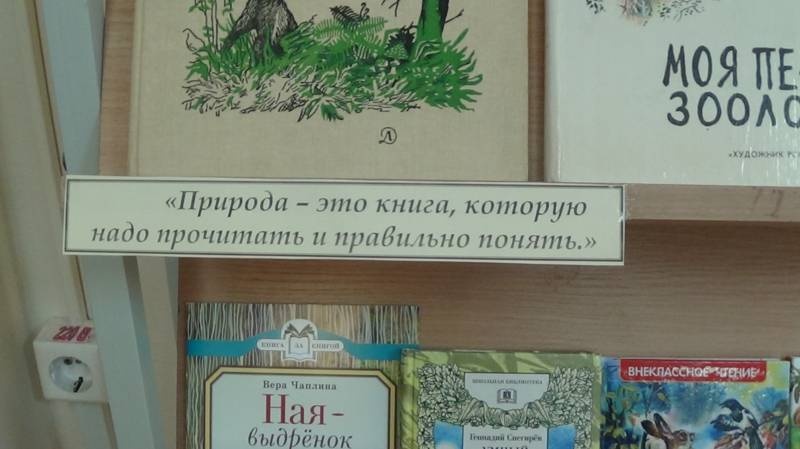 Д
МОЯ
ЗООЛО
«ХУДОЖНИК
«Природа – это книга, которую
надо прочитать и правильно понять.»
220 В
КНИГА ЗА КНИГОЙ
Вера Чаплина
Ная-
выдрёнок
ШКОЛЬНАЯ БИБЛИОТЕКА
Геннадий Снегирёв
ВНЕКЛАССНОЕ ЧТЕНИЕ